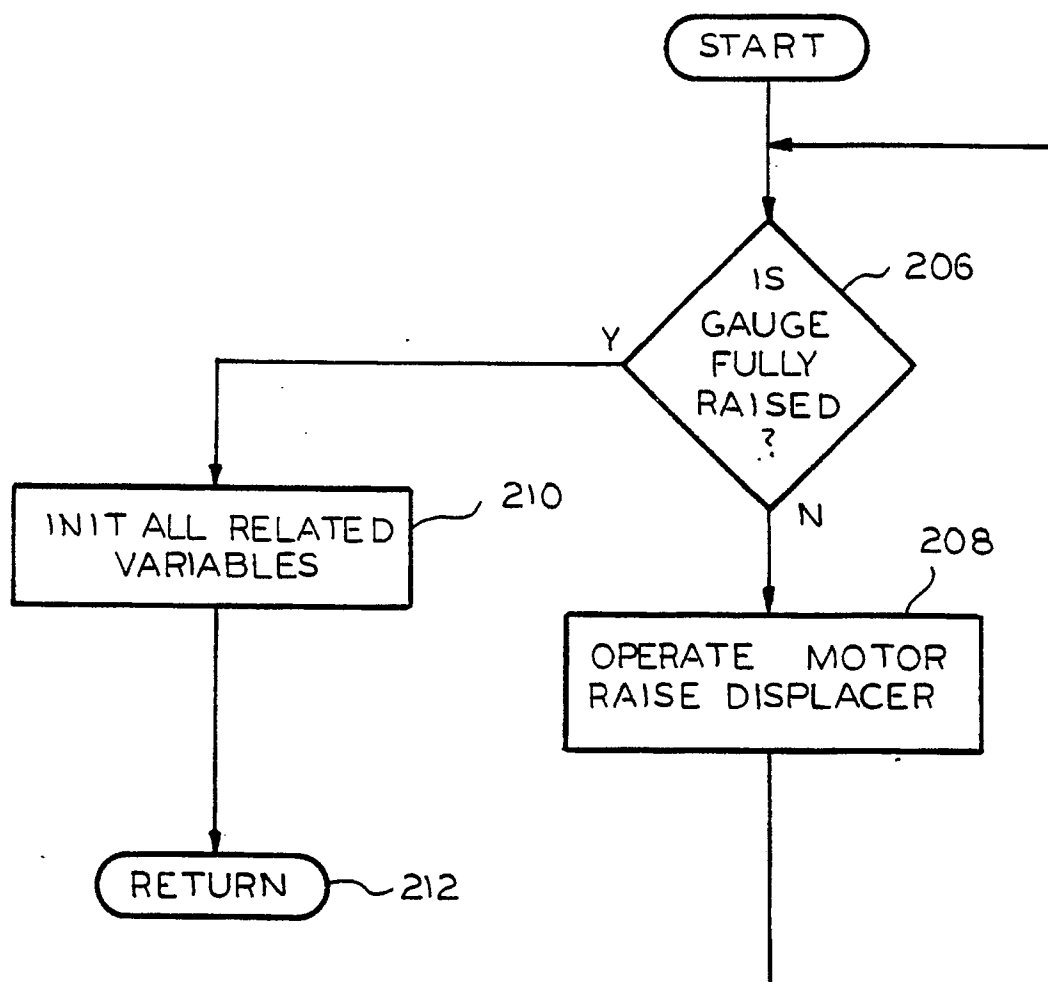 START
IS
GAUGE
FULLY
RAISED
?
206
Y
N
INIT ALL RELATED
VARIABLES
210
208
OPERATE MOTOR
RAISE DISPLACER
RETURN
212